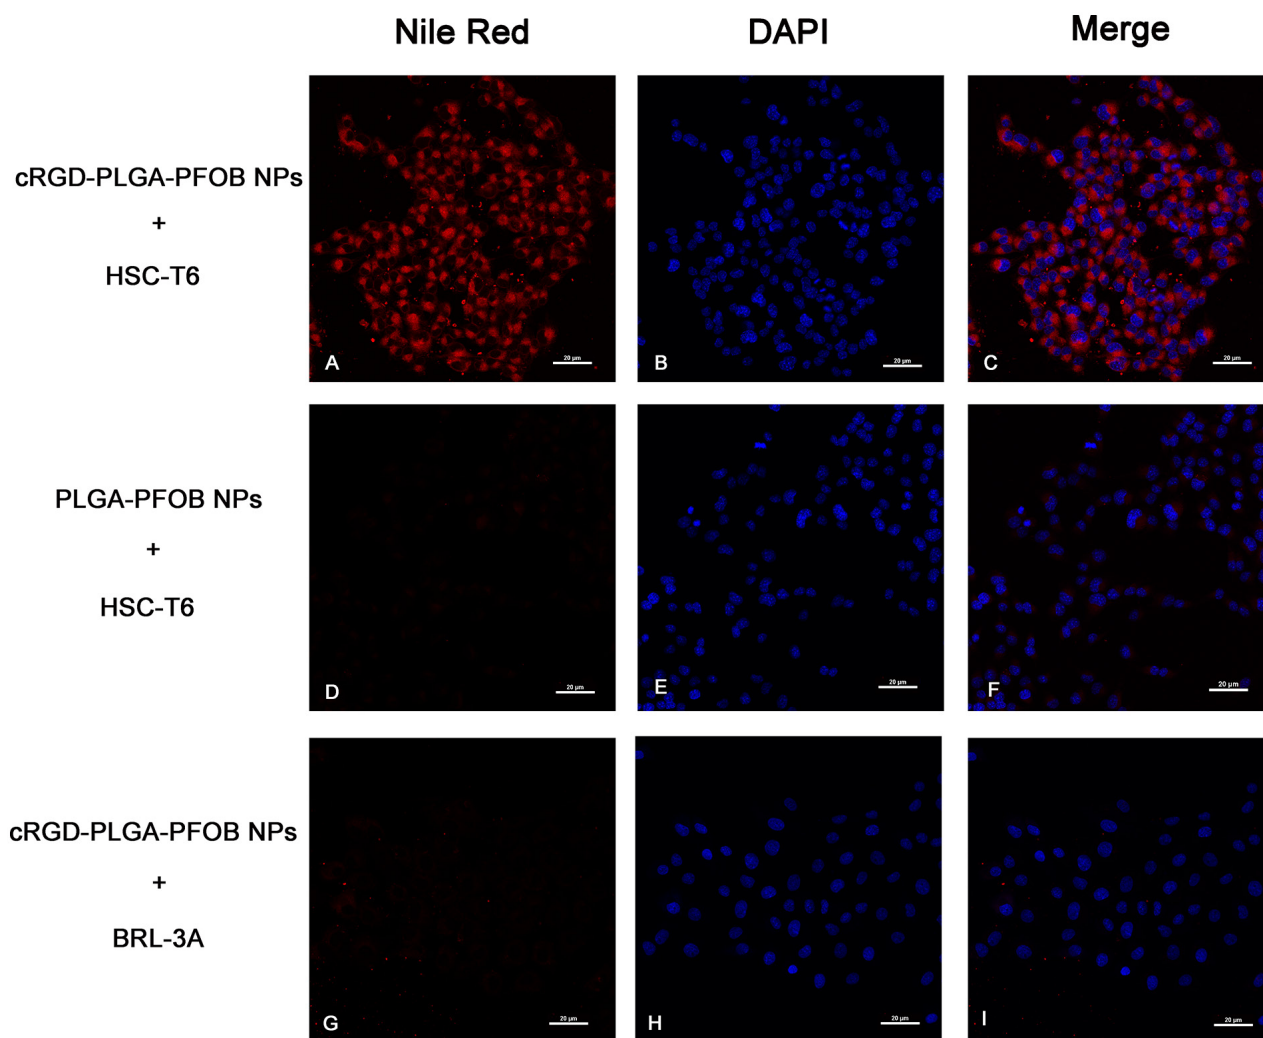 Nile Red DAPI Merge
cRGD-PLGA-PFOB NPs
+
HSC-T6
A 20 µm B 20 µm C 20 µm
PLGA-PFOB NPs
+
HSC-T6
D 20 µm E 20 µm F 20 µm
cRGD-PLGA-PFOB NPs
+
BRL-3A
G 20 µm H 20 µm I 20 µm